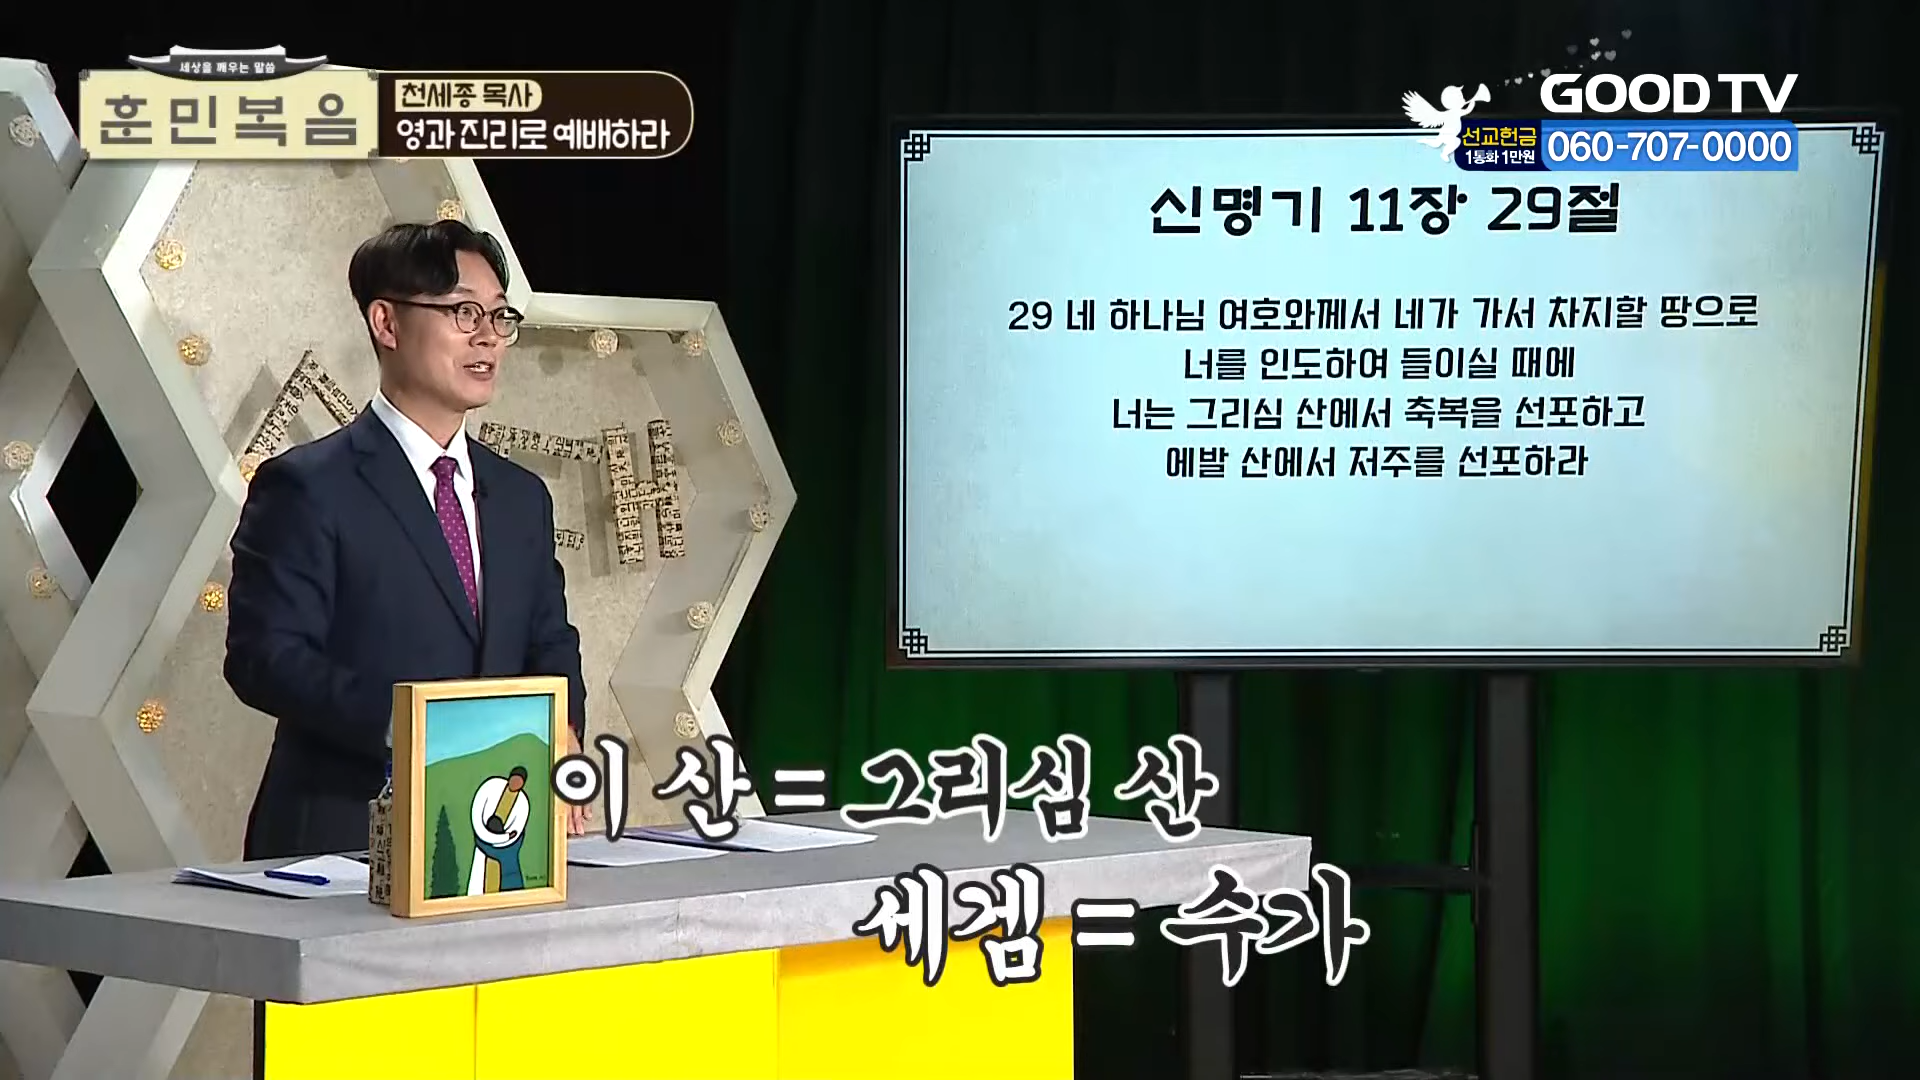 세상을 깨우는 말씀
훈민복음
천세종 목사
영과 진리로 예배하라
GOODTV
선교헌금
1통화 1만원
060-707-0000
신명기 11장 29절
29 네 하나님 여호와께서 네가 가서 차지할 땅으로
너를 인도하여 들이실 때에
너는 그리심 산에서 축복을 선포하고
에발 산에서 저주를 선포하라
이 산 = 그리심 산
세겜 = 수가